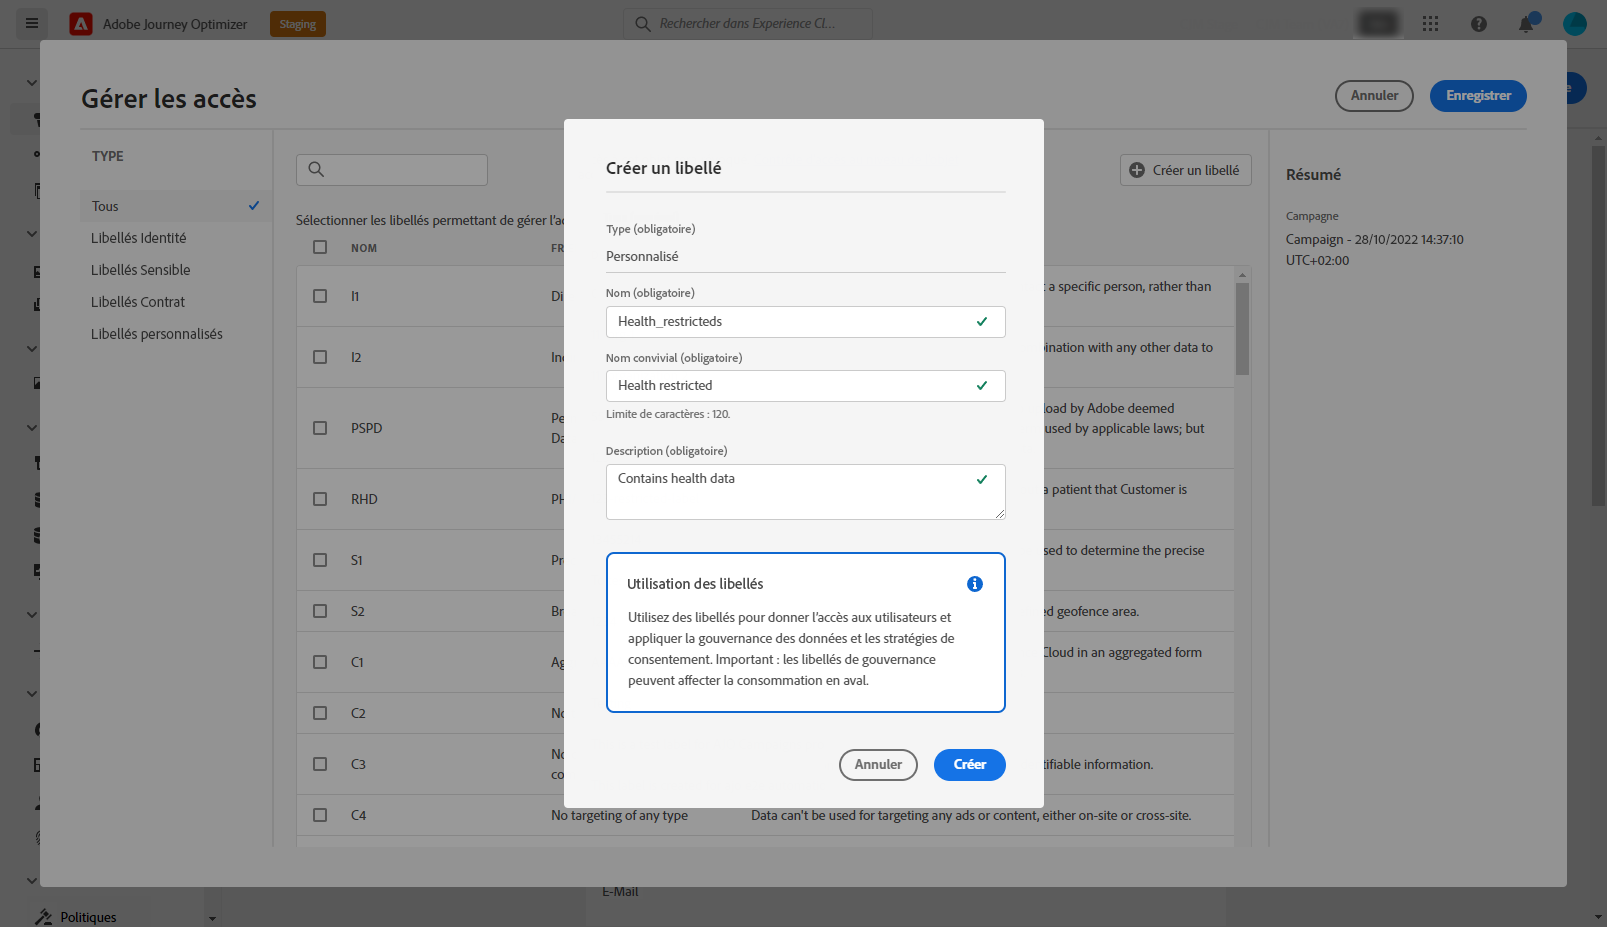 Adobe Journey Optimizer
Staging
Rechercher dans Experience Cl...
Gérer les accès
Annuler
Enregistrer
TYPE
Tous
Libellés Identité
Libellés Sensible
Libellés Contrat
Libellés personnalisés
Créer un libellé
Sélectionner les libellés permettant de gérer l'ac
NOM
FR
I1
Di
t a specific person, rather than
I2
Inc
bination with any other data to
PSPD
Pe
Da
load by Adobe deemed
used by applicable laws; but
RHD
PH
a patient that Customer is
S1
Pr
sed to determine the precise
S2
Br
ed geofence area.
C1
Ag
Cloud in an aggregated form
C2
No
C3
No
co
tifiable information.
C4
No targeting of any type
Data can't be used for targeting any ads or content, either on-site or cross-site.
Résumé
Campagne
Campaign - 28/10/2022 14:37:10
UTC+02:00
Créer un libellé
Type (obligatoire)
Personnalisé
Nom (obligatoire)
Health_restricteds
Nom convivial (obligatoire)
Health restricted
Limite de caractères : 120.
Description (obligatoire)
Contains health data
Utilisation des libellés
Utilisez des libellés pour donner l'accès aux utilisateurs et
appliquer la gouvernance des données et les stratégies de
consentement. Important : les libellés de gouvernance
peuvent affecter la consommation en aval.
Annuler
Créer
E-Mail
Politiques